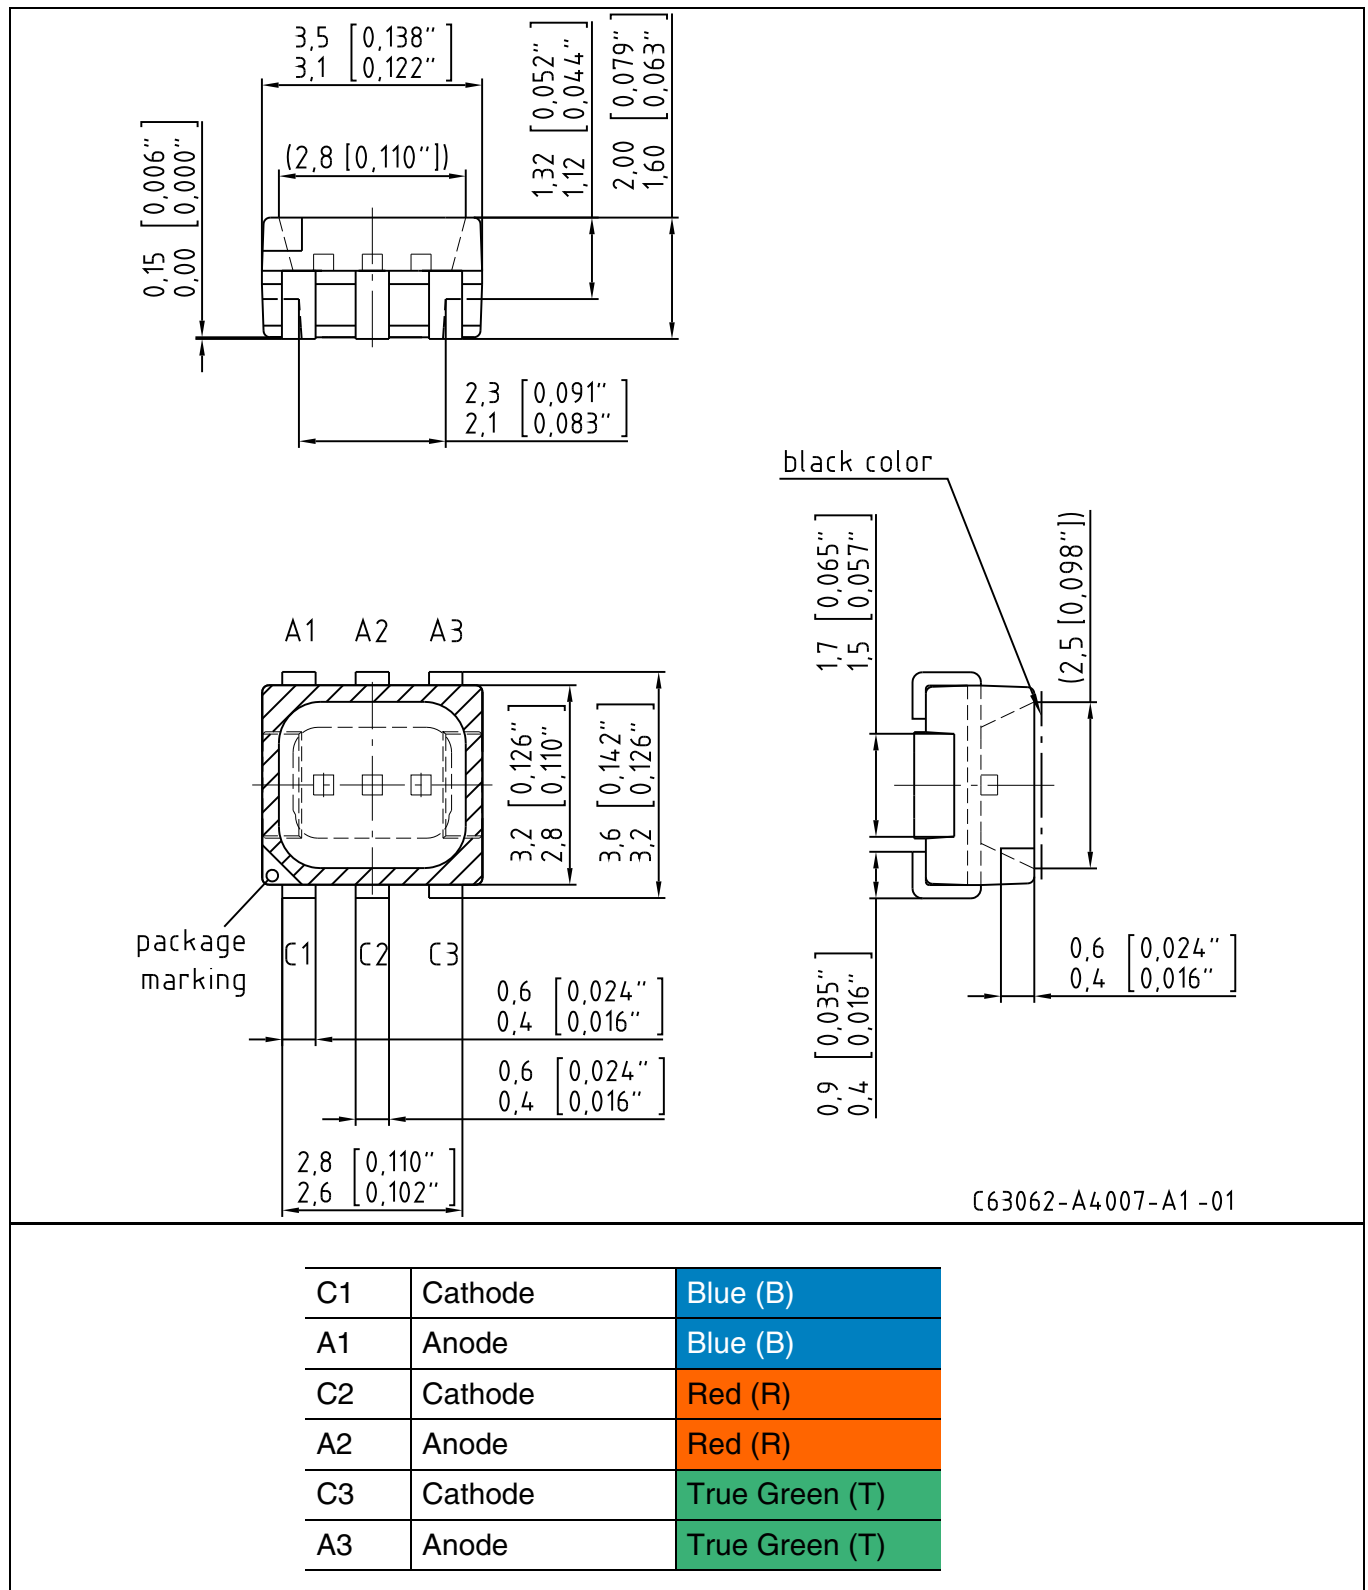 3,5 [0,138"
3,1 0,122"]
(2,8 [0,110"])
1,32 [0,052"
1,12 0,044"]
2,00 [0,079"
1,60 0,063"]
0,15 [0,006"
0,00 0,000"]
2,3 [0,091"
2,1 0,083"]
black color
1,7 [0,065"
1,5 0,057"]
(2,5 [0,098"])
A1 A2 A3
3,2 [0,126"
2,8 0,110"]
3,6 [0,142"
3,2 0,126"]
package
marking
C1 C2 C3
0,6 [0,024"
0,4 0,016"]
0,6 [0,024"
0,4 0,016"]
2,8 [0,110"
2,6 0,102"]
0,9 [0,035"
0,4 0,016"]
0,6 [0,024"
0,4 0,016"]
C63062-A4007-A1-01
C1 Cathode Blue (B)
A1 Anode Blue (B)
C2 Cathode Red (R)
A2 Anode Red (R)
C3 Cathode True Green (T)
A3 Anode True Green (T)